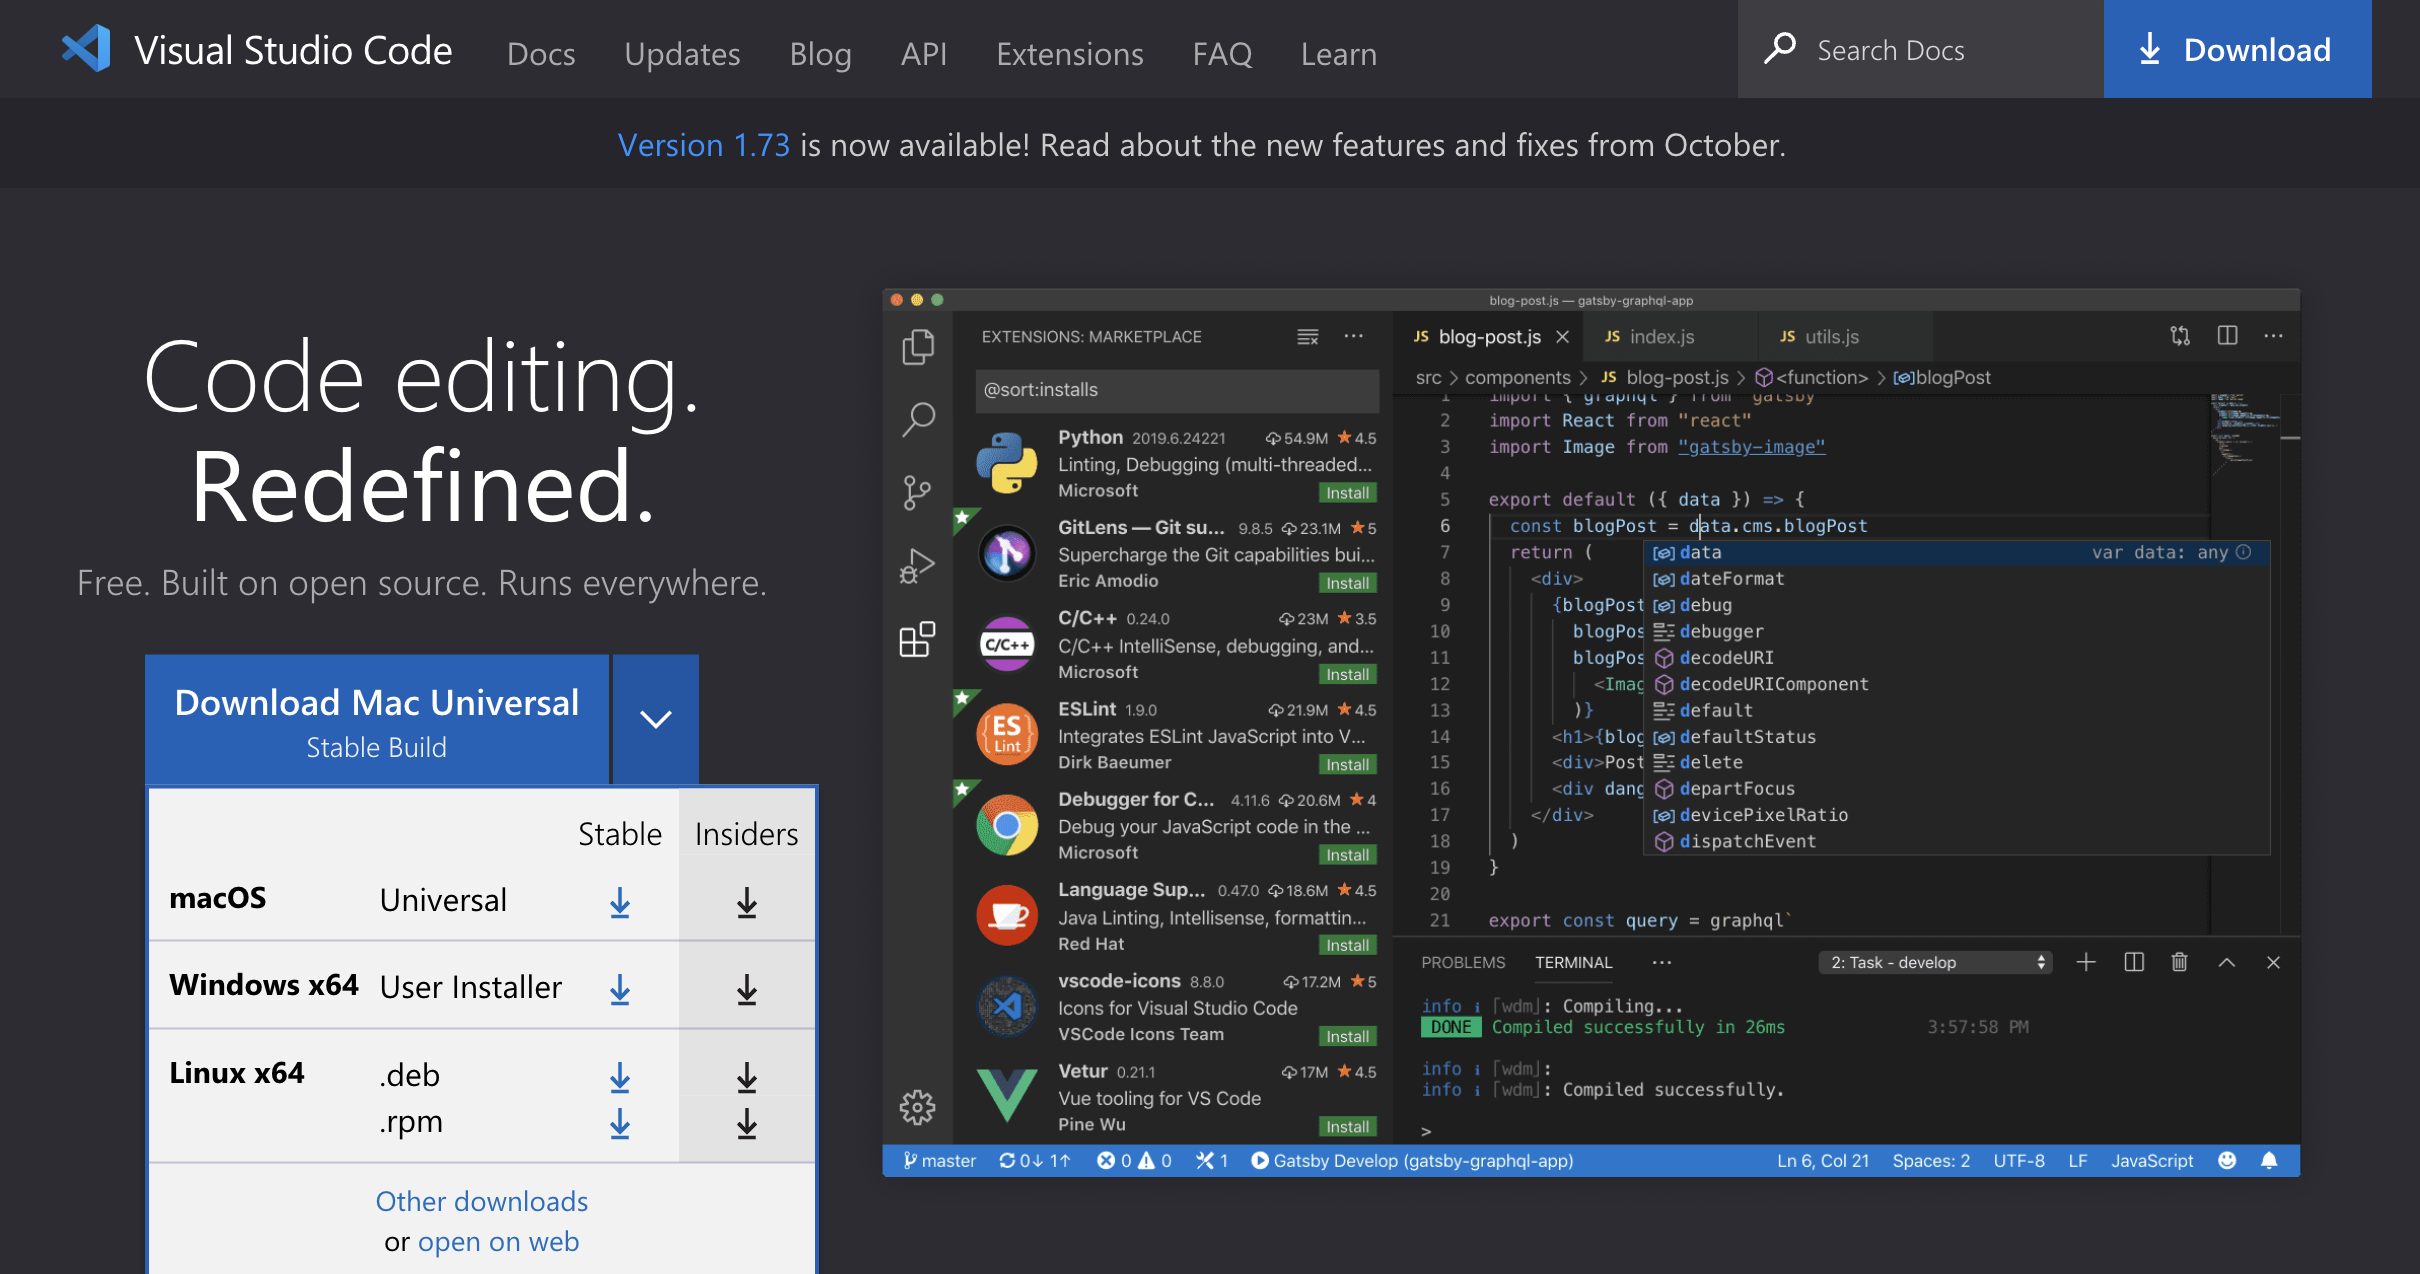 Visual Studio Code Docs Updates Blog API Extensions FAQ Learn Search Docs Download
Version 1.73 is now available! Read about the new features and fixes from October.
Code editing.
Redefined.
Free. Built on open source. Runs everywhere.
Download Mac Universal
Stable Build
Stable Insiders
macOS Universal
Windows x64 User Installer
Linux x64 .deb
.rpm
Other downloads
or open on web
blog-post.js — gatsby-graphql-app
EXTENSIONS: MARKETPLACE
@sort:installs
Python 2019.6.24221 54.9M 4.5
Linting, Debugging (multi-threaded...
Microsoft Install
GitLens — Git su... 9.8.5 23.1M 5
Supercharge the Git capabilities bui...
Eric Amodio Install
C/C++
C/C++ 0.24.0 23M 3.5
C/C++ IntelliSense, debugging, and...
Microsoft Install
ES
Lint
ESLint 1.9.0 21.9M 4.5
Integrates ESLint JavaScript into V...
Dirk Baeumer Install
Debugger for C... 4.11.6 20.6M 4
Debug your JavaScript code in the ...
Microsoft Install
Language Sup... 0.47.0 18.6M 4.5
Java Linting, Intellisense, formattin...
Red Hat Install
vscode-icons 8.8.0 17.2M 5
Icons for Visual Studio Code
VSCode Icons Team Install
Vetur 0.21.1 17M 4.5
Vue tooling for VS Code
Pine Wu Install
JS blog-post.js JS index.js JS utils.js
src > components > JS blog-post.js > <function> > blogPost
1 import { graphql } from "gatsby"
2 import React from "react"
3 import Image from "gatsby-image"
4
5 export default ({ data }) => {
6 const blogPost = data.cms.blogPost
7 return (
8 <div>
9 {blogPost
10 blogPos
11 blogPos
12 <Imag
13 )}
14 <h1>{blog
15 <div>Post
16 <div dang
17 </div>
18 )
19 }
20
21 export const query = graphql`
data var data: any
dateFormat
debug
debugger
decodeURI
decodeURIComponent
default
defaultStatus
delete
departFocus
devicePixelRatio
dispatchEvent
PROBLEMS TERMINAL ... 2: Task - develop
info i ｢wdm｣: Compiling...
DONE Compiled successfully in 26ms 3:57:58 PM
info i ｢wdm｣:
info i ｢wdm｣: Compiled successfully.
>
master 0↓ 1↑ 0 0 1 Gatsby Develop (gatsby-graphql-app) Ln 6, Col 21 Spaces: 2 UTF-8 LF JavaScript